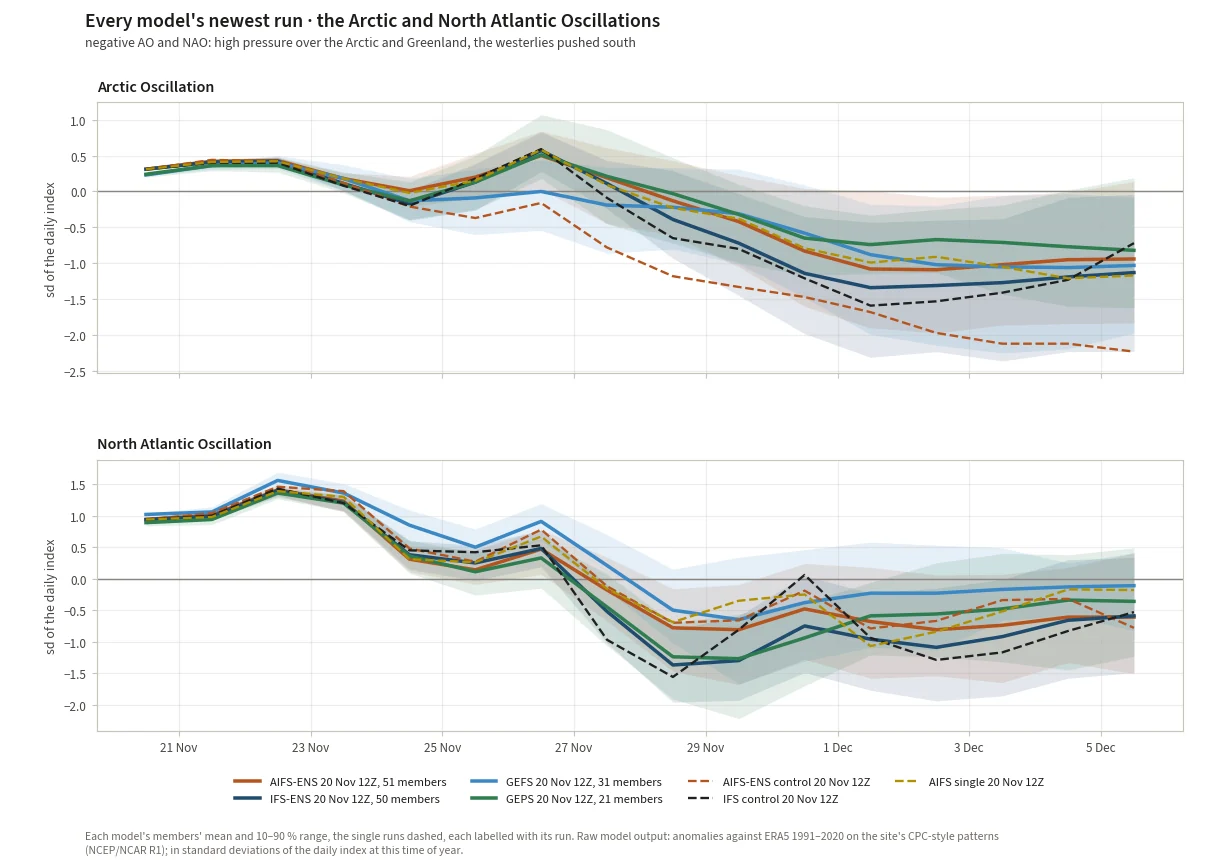 Every model's newest run · the Arctic and North Atlantic Oscillations
negative AO and NAO: high pressure over the Arctic and Greenland, the westerlies pushed south
Arctic Oscillation
sd of the daily index
1.0
0.5
0.0
−0.5
−1.0
−1.5
−2.0
−2.5
North Atlantic Oscillation
sd of the daily index
1.5
1.0
0.5
0.0
−0.5
−1.0
−1.5
−2.0
21 Nov 23 Nov 25 Nov 27 Nov 29 Nov 1 Dec 3 Dec 5 Dec
AIFS-ENS 20 Nov 12Z, 51 members GEFS 20 Nov 12Z, 31 members AIFS-ENS control 20 Nov 12Z AIFS single 20 Nov 12Z
IFS-ENS 20 Nov 12Z, 50 members GEPS 20 Nov 12Z, 21 members IFS control 20 Nov 12Z
Each model's members' mean and 10–90 % range, the single runs dashed, each labelled with its run. Raw model output: anomalies against ERA5 1991–2020 on the site's CPC-style patterns
(NCEP/NCAR R1); in standard deviations of the daily index at this time of year.